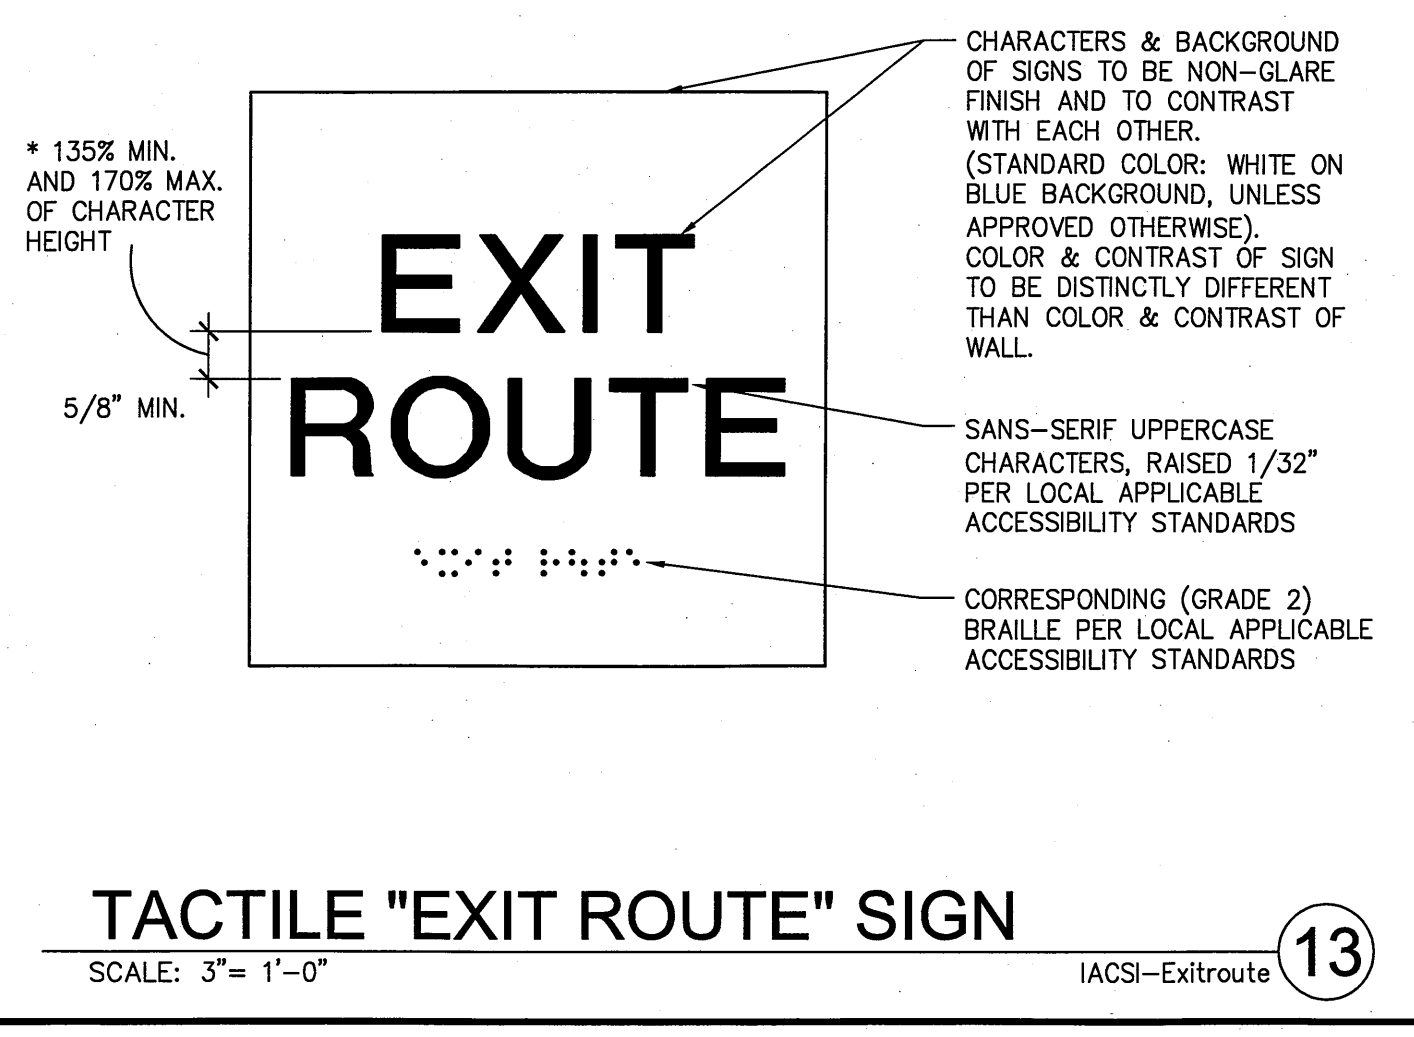 * 135% MIN.
AND 170% MAX.
OF CHARACTER
HEIGHT
5/8" MIN.
EXIT
ROUTE
⠑⠭⠊⠞ ⠗⠳⠞⠑
CHARACTERS & BACKGROUND
OF SIGNS TO BE NON-GLARE
FINISH AND TO CONTRAST
WITH EACH OTHER.
(STANDARD COLOR: WHITE ON
BLUE BACKGROUND, UNLESS
APPROVED OTHERWISE).
COLOR & CONTRAST OF SIGN
TO BE DISTINCTLY DIFFERENT
THAN COLOR & CONTRAST OF
WALL.
SANS-SERIF UPPERCASE
CHARACTERS, RAISED 1/32"
PER LOCAL APPLICABLE
ACCESSIBILITY STANDARDS
CORRESPONDING (GRADE 2)
BRAILLE PER LOCAL APPLICABLE
ACCESSIBILITY STANDARDS
TACTILE "EXIT ROUTE" SIGN
SCALE: 3"= 1'-0"
IACSI-Exitroute
13